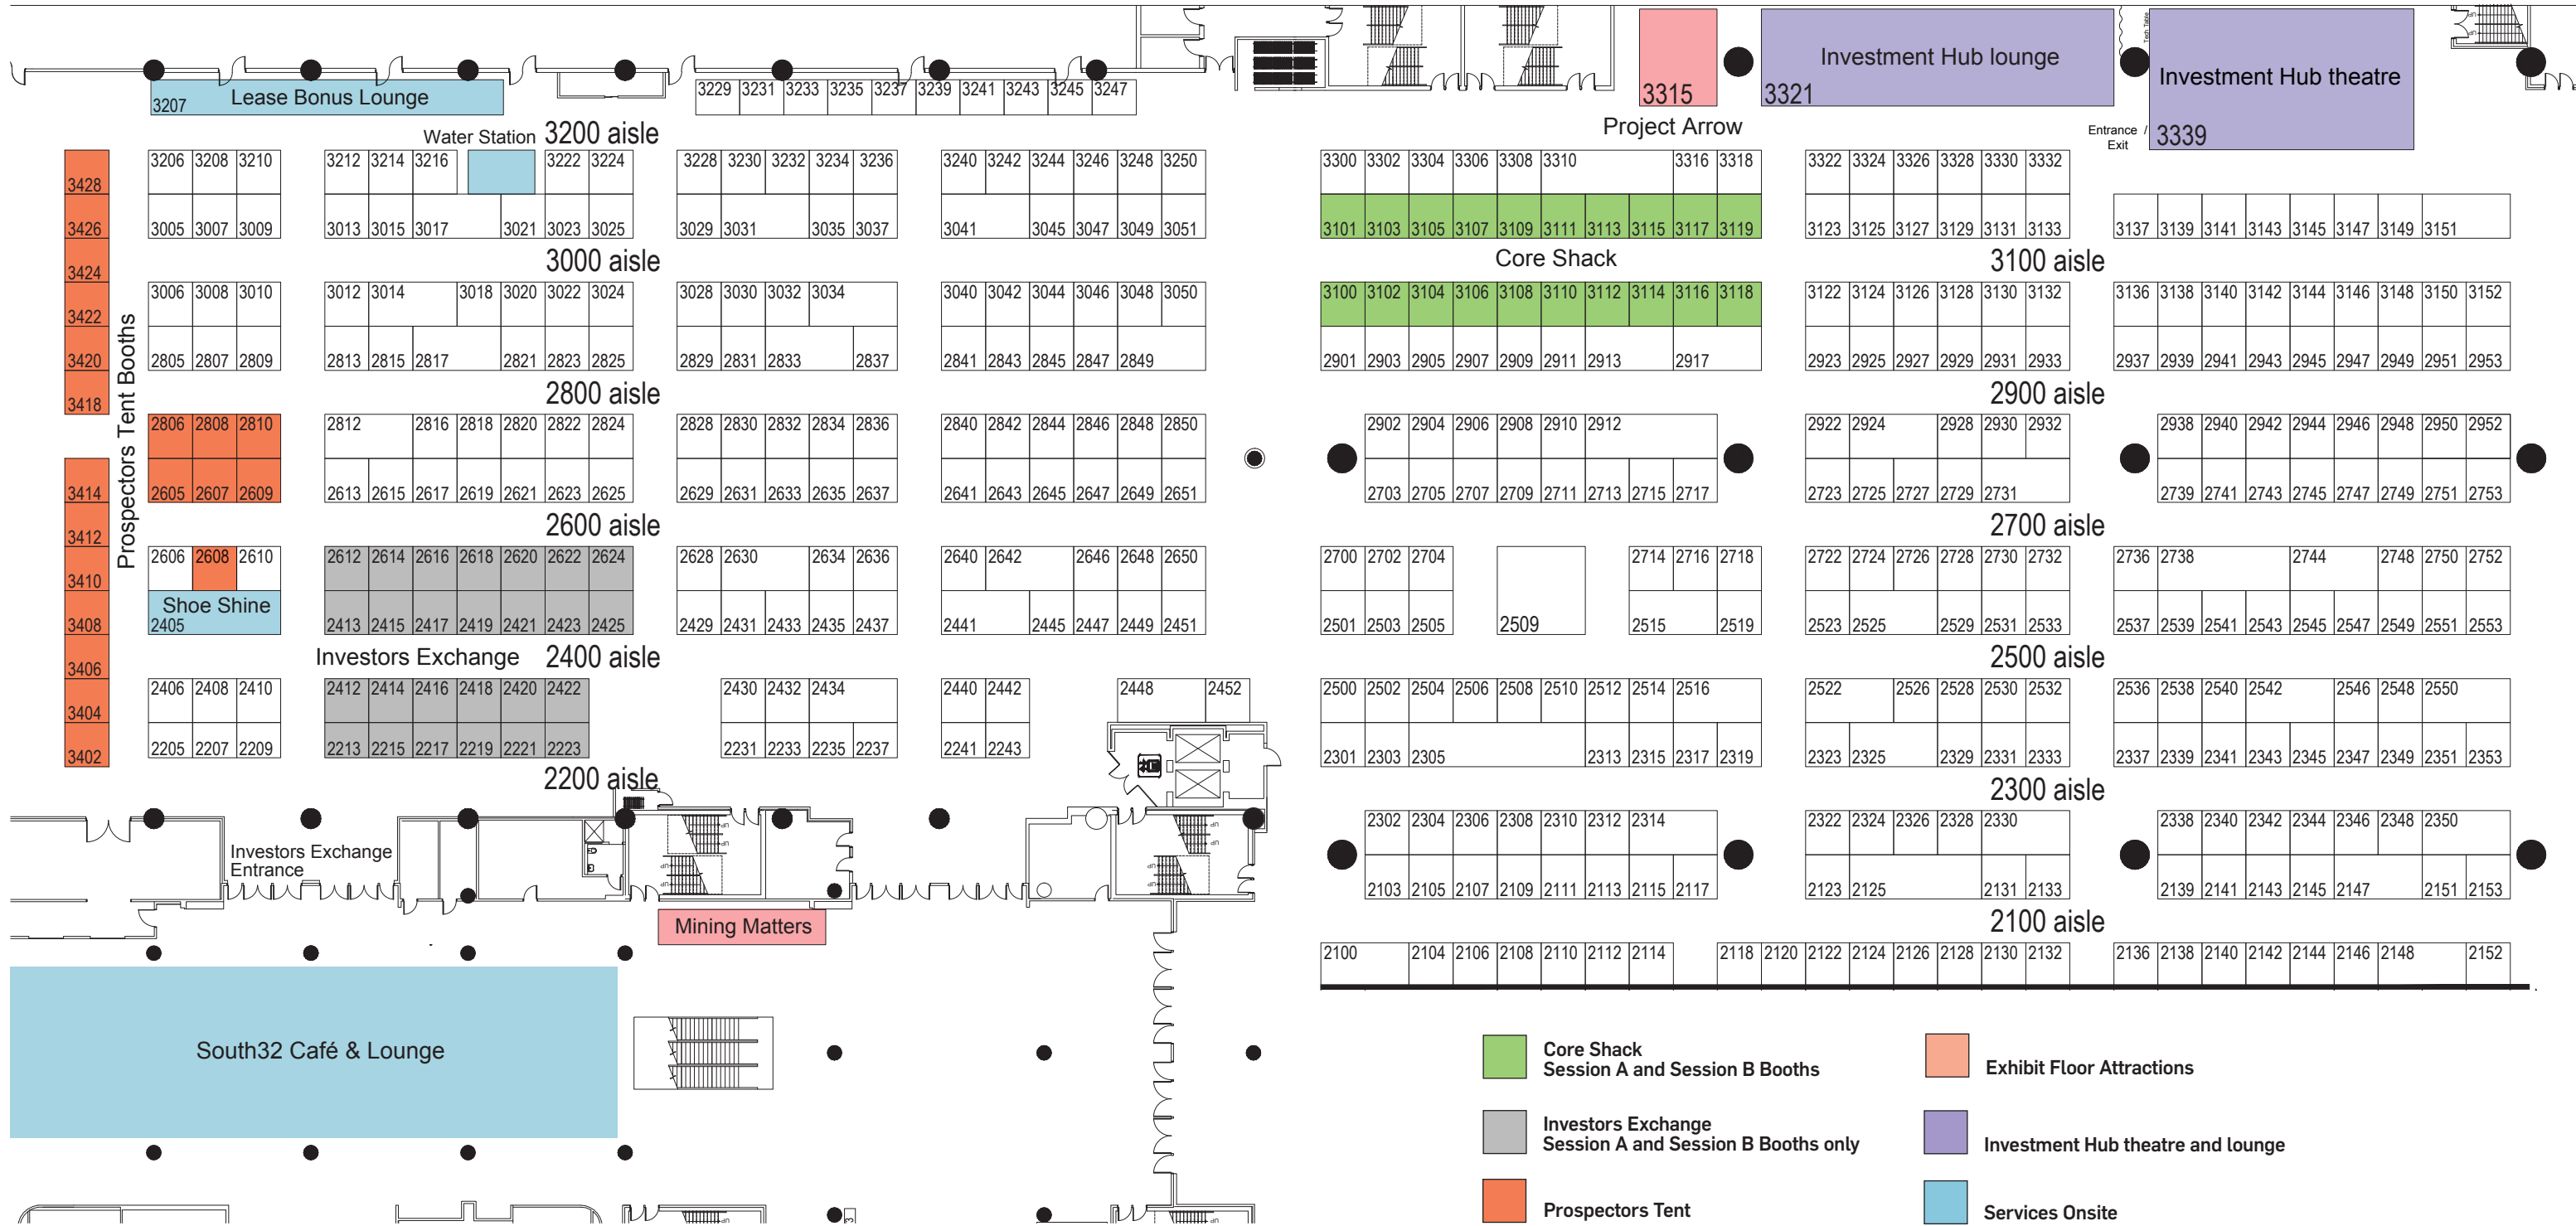 Tech Table
Investment Hub lounge
Investment Hub theatre
3315
3321
Entrance /
Exit
3339
3207 Lease Bonus Lounge
3229 3231 3233 3235 3237 3239 3241 3243 3245 3247
Water Station 3200 aisle
Project Arrow
3206 3208 3210 3212 3214 3216 3222 3224 3228 3230 3232 3234 3236 3240 3242 3244 3246 3248 3250 3300 3302 3304 3306 3308 3310 3316 3318 3322 3324 3326 3328 3330 3332
3428
3426
3005 3007 3009 3013 3015 3017 3021 3023 3025 3029 3031 3035 3037 3041 3045 3047 3049 3051 3101 3103 3105 3107 3109 3111 3113 3115 3117 3119 3123 3125 3127 3129 3131 3133 3137 3139 3141 3143 3145 3147 3149 3151
3000 aisle
Core Shack
3100 aisle
3424
3006 3008 3010 3012 3014 3018 3020 3022 3024 3028 3030 3032 3034 3040 3042 3044 3046 3048 3050 3100 3102 3104 3106 3108 3110 3112 3114 3116 3118 3122 3124 3126 3128 3130 3132 3136 3138 3140 3142 3144 3146 3148 3150 3152
3422
3420
2805 2807 2809 2813 2815 2817 2821 2823 2825 2829 2831 2833 2837 2841 2843 2845 2847 2849 2901 2903 2905 2907 2909 2911 2913 2917 2923 2925 2927 2929 2931 2933 2937 2939 2941 2943 2945 2947 2949 2951 2953
Prospectors Tent Booths
2800 aisle
2900 aisle
3418
2806 2808 2810 2812 2816 2818 2820 2822 2824 2828 2830 2832 2834 2836 2840 2842 2844 2846 2848 2850 2902 2904 2906 2908 2910 2912 2922 2924 2928 2930 2932 2938 2940 2942 2944 2946 2948 2950 2952
3414
2605 2607 2609 2613 2615 2617 2619 2621 2623 2625 2629 2631 2633 2635 2637 2641 2643 2645 2647 2649 2651 2703 2705 2707 2709 2711 2713 2715 2717 2723 2725 2727 2729 2731 2739 2741 2743 2745 2747 2749 2751 2753
2600 aisle
2700 aisle
3412
2606 2608 2610 2612 2614 2616 2618 2620 2622 2624 2628 2630 2634 2636 2640 2642 2646 2648 2650 2700 2702 2704 2714 2716 2718 2722 2724 2726 2728 2730 2732 2736 2738 2744 2748 2750 2752
3410
Shoe Shine
3408
2405 2413 2415 2417 2419 2421 2423 2425 2429 2431 2433 2435 2437 2441 2445 2447 2449 2451 2501 2503 2505 2509 2515 2519 2523 2525 2529 2531 2533 2537 2539 2541 2543 2545 2547 2549 2551 2553
Investors Exchange 2400 aisle
2500 aisle
3406
2406 2408 2410 2412 2414 2416 2418 2420 2422 2430 2432 2434 2440 2442 2448 2452 2500 2502 2504 2506 2508 2510 2512 2514 2516 2522 2526 2528 2530 2532 2536 2538 2540 2542 2546 2548 2550
3404
3402
2205 2207 2209 2213 2215 2217 2219 2221 2223 2231 2233 2235 2237 2241 2243 2301 2303 2305 2313 2315 2317 2319 2323 2325 2329 2331 2333 2337 2339 2341 2343 2345 2347 2349 2351 2353
2200 aisle
2300 aisle
2302 2304 2306 2308 2310 2312 2314 2322 2324 2326 2328 2330 2338 2340 2342 2344 2346 2348 2350
Investors Exchange
Entrance
2103 2105 2107 2109 2111 2113 2115 2117 2123 2125 2131 2133 2139 2141 2143 2145 2147 2151 2153
Mining Matters
2100 aisle
2100 2104 2106 2108 2110 2112 2114 2118 2120 2122 2124 2126 2128 2130 2132 2136 2138 2140 2142 2144 2146 2148 2152
South32 Café & Lounge
Core Shack
Session A and Session B Booths
Exhibit Floor Attractions
Investors Exchange
Session A and Session B Booths only
Investment Hub theatre and lounge
Prospectors Tent
Services Onsite